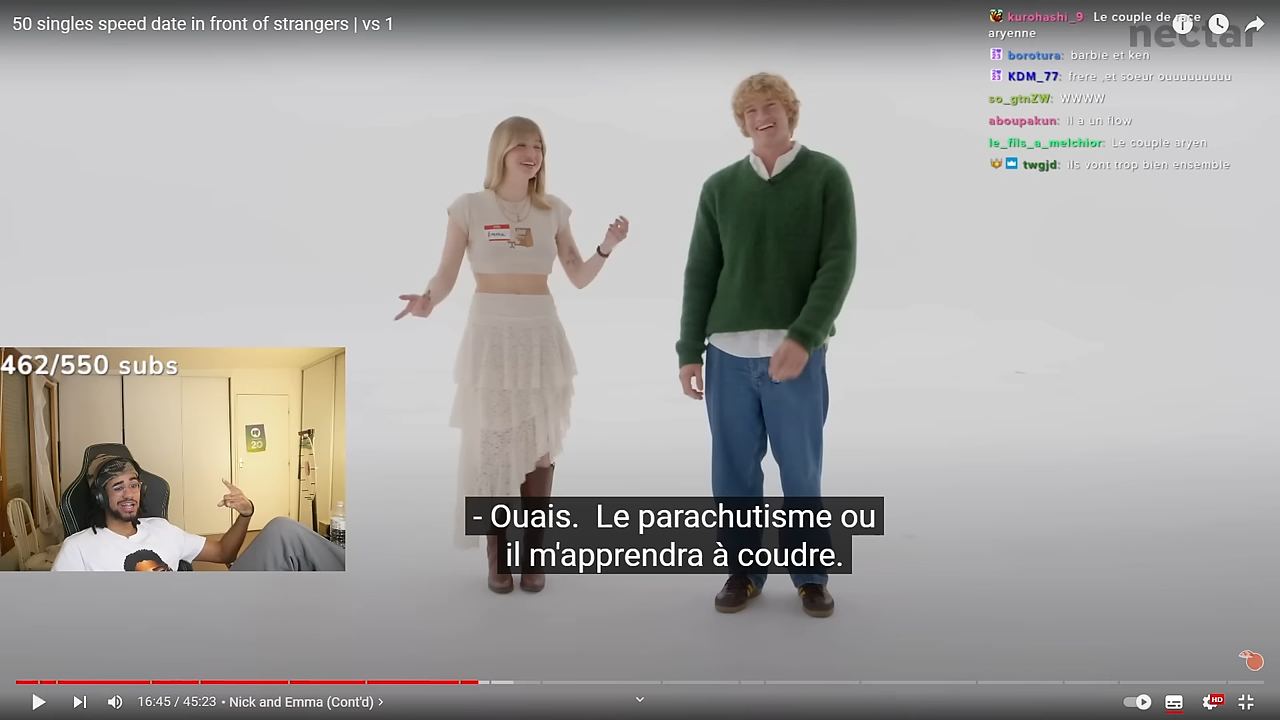 50 singles speed date in front of strangers | vs 1
nectar
kurohashi_9 Le couple de race
aryenne
borotura: barbie et ken
KDM_77: frere ,et soeur ouuuuuuuuu
so_gtnZW: WWWW
aboupakun: il a un flow
le_fils_a_melchior: Le couple aryen
twgjd: ils vont trop bien ensemble
Emma
462/550 subs
20
- Ouais. Le parachutisme ou
il m'apprendra à coudre.
16:45 / 45:23 • Nick and Emma (Cont'd) >
HD